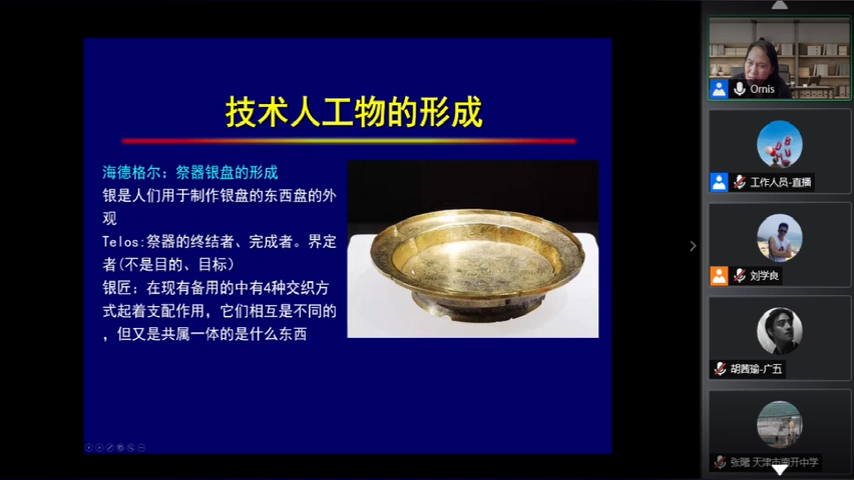 技术人工物的形成
海德格尔：祭器银盘的形成
银是人们用于制作银盘的东西盘的外
观
Telos:祭器的终结者、完成者。界定
者(不是目的、目标)
银匠：在现有备用的中有4种交织方
式起着支配作用，它们相互是不同的
，但又是共属一体的是什么东西
Ornis
工作人员-直播
刘学良
胡茜瑜-广五
张曦 天津市南开中学